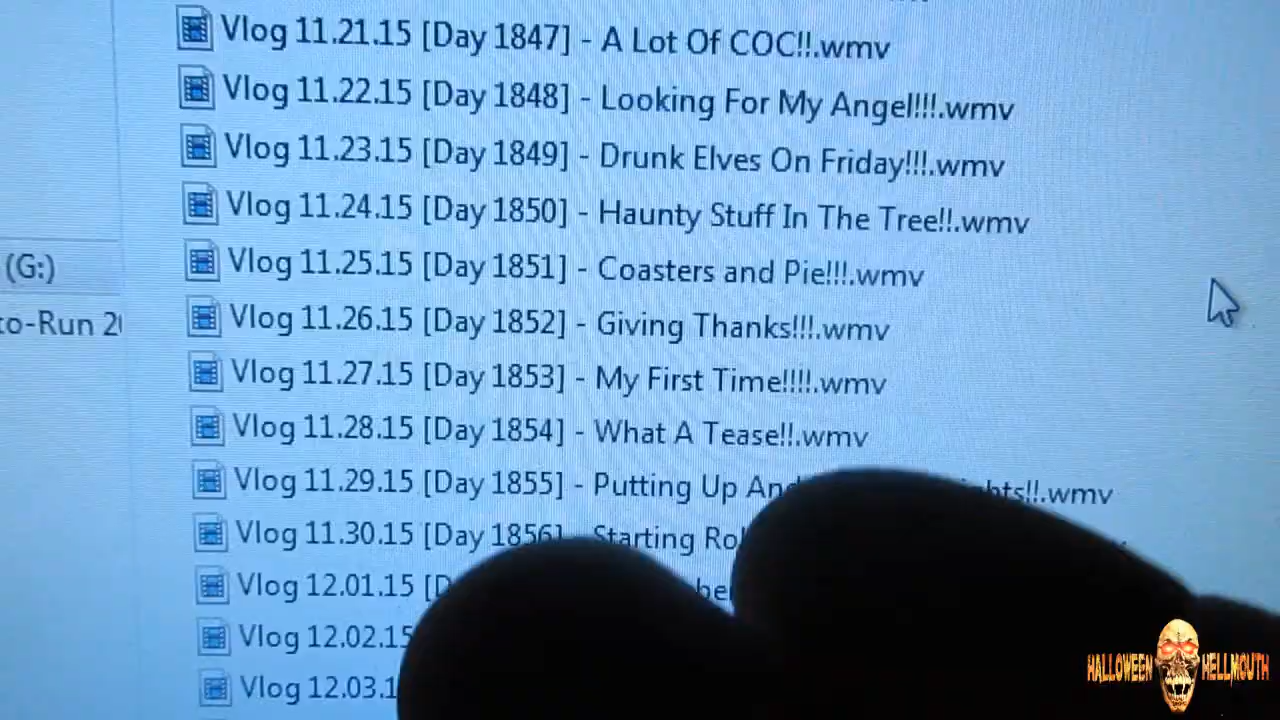 Vlog 11.21.15 [Day 1847] - A Lot Of COC!!.wmv
Vlog 11.22.15 [Day 1848] - Looking For My Angel!!!.wmv
Vlog 11.23.15 [Day 1849] - Drunk Elves On Friday!!!.wmv
Vlog 11.24.15 [Day 1850] - Haunty Stuff In The Tree!!.wmv
(G:)
Vlog 11.25.15 [Day 1851] - Coasters and Pie!!!.wmv
to-Run 20
Vlog 11.26.15 [Day 1852] - Giving Thanks!!!.wmv
Vlog 11.27.15 [Day 1853] - My First Time!!!!.wmv
Vlog 11.28.15 [Day 1854] - What A Tease!!.wmv
Vlog 11.29.15 [Day 1855] - Putting Up And hts!!.wmv
Vlog 11.30.15 [Day 1856] - Starting
Vlog 12.01.15
Vlog 12.02.15
Vlog
HALLOWEEN HELLMOUTH